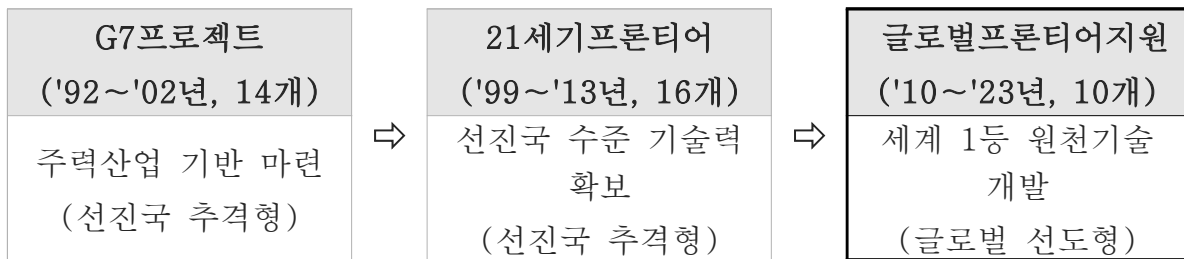 G7프로젝트
('92～'02년, 14개)
주력산업 기반 마련
(선진국 추격형)
⇨
21세기프론티어
('99～'13년, 16개)
선진국 수준 기술력
확보
(선진국 추격형)
⇨
글로벌프론티어지원
('10～'23년, 10개)
세계 1등 원천기술
개발
(글로벌 선도형)